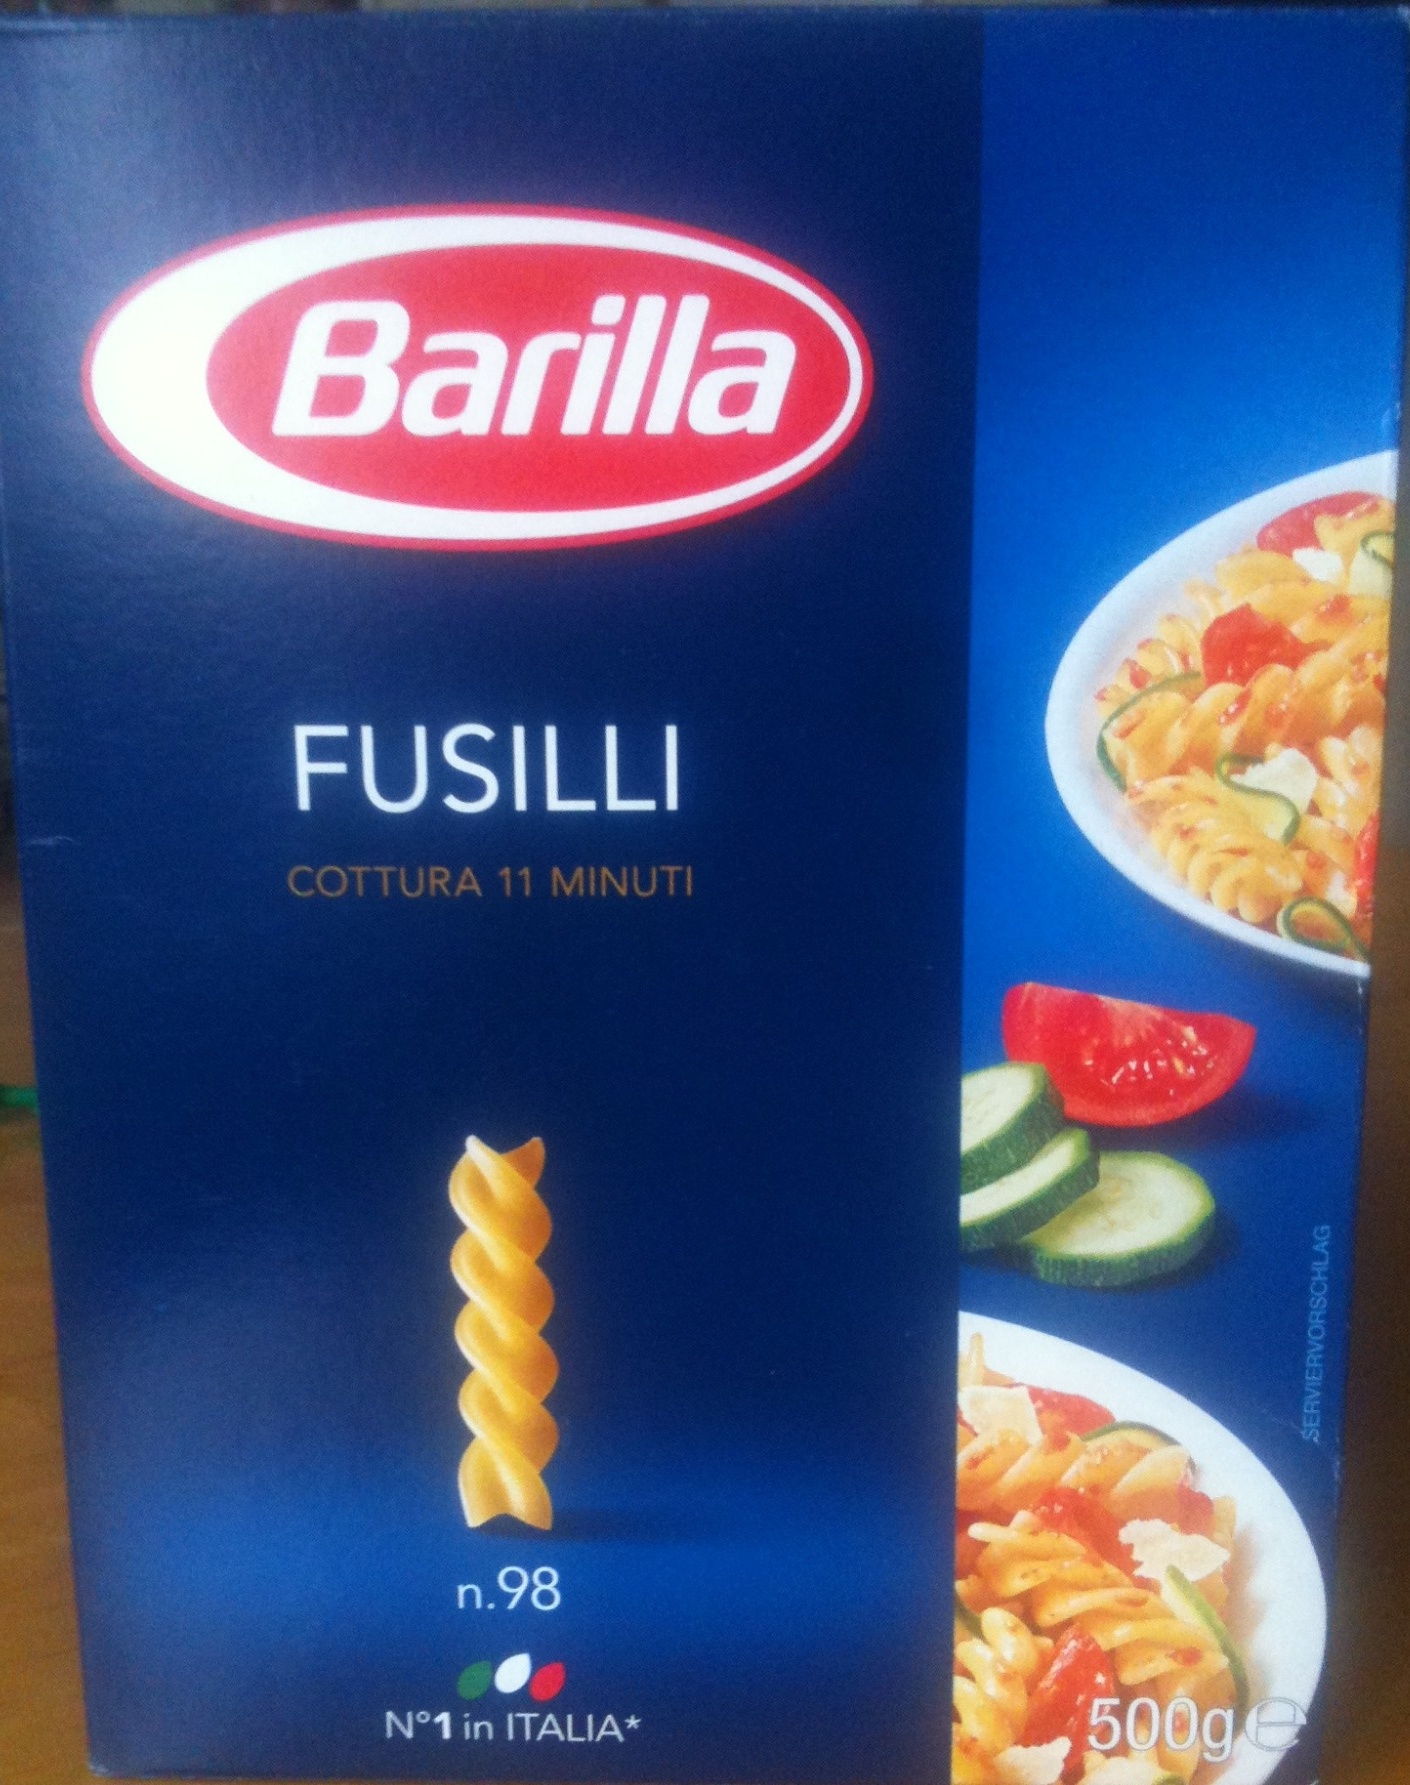 Barilla
FUSILLI
COTTURA 11 MINUTI
n.98
N°1 in ITALIA*
SERVIERVORSCHLAG
500g ℮